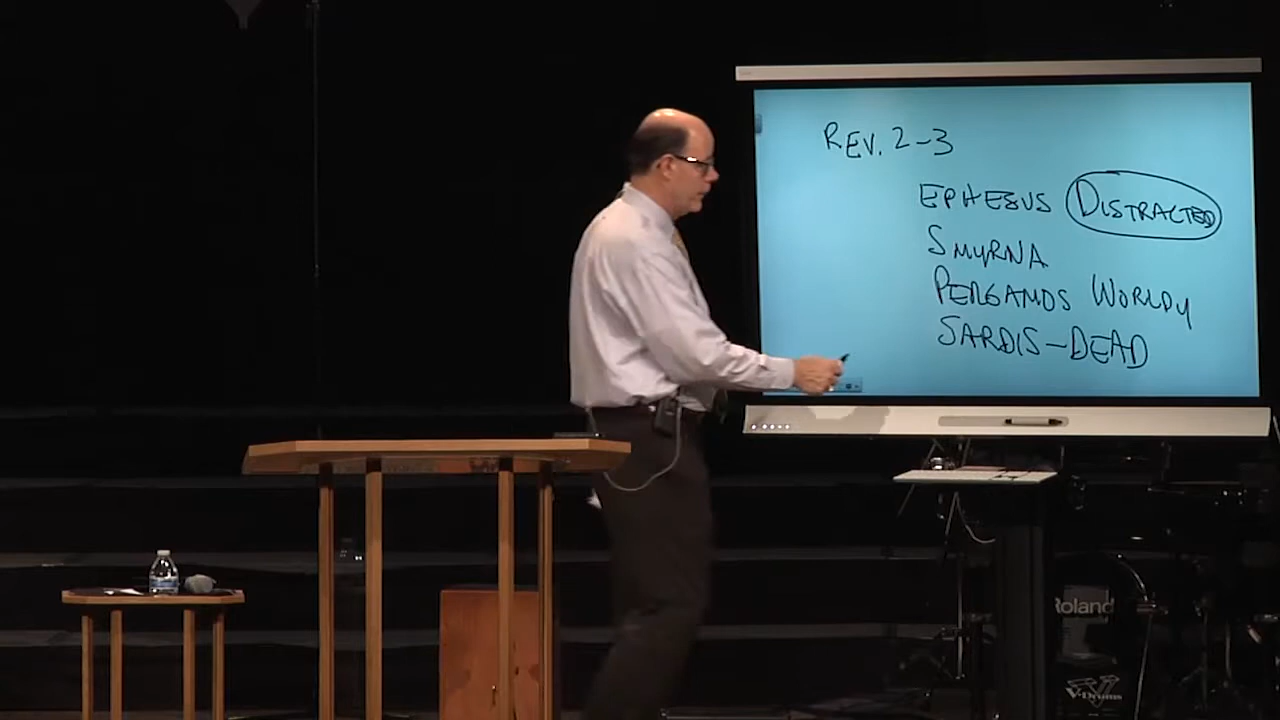 REV. 2-3
EPHESUS DISTRACTED
SMYRNA
PERGAMOS WORLDY
SARDIS-DEAD
Roland
V-Drums